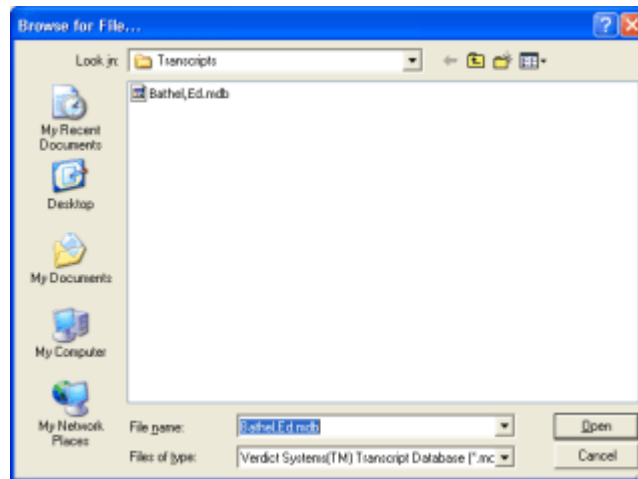 Browse for File...
Look in: Transcripts
Bathel,Ed.mdb
My Recent
Documents
Desktop
My Documents
My Computer
My Network
Places
File name: Bathel,Ed.mdb Open
Files of type: Verdict Systems(TM) Transcript Database (*.mc Cancel